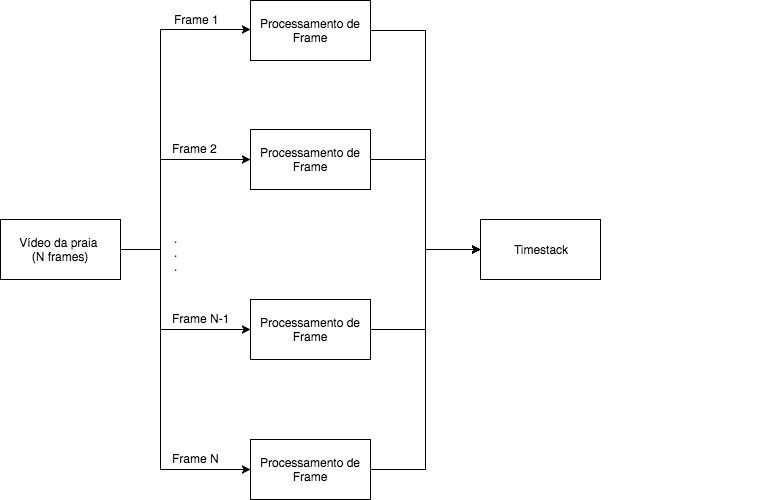 Frame 1
Processamento de
Frame
Frame 2
Processamento de
Frame
Vídeo da praia
(N frames)
.
.
.
Timestack
Frame N-1
Processamento de
Frame
Frame N
Processamento de
Frame